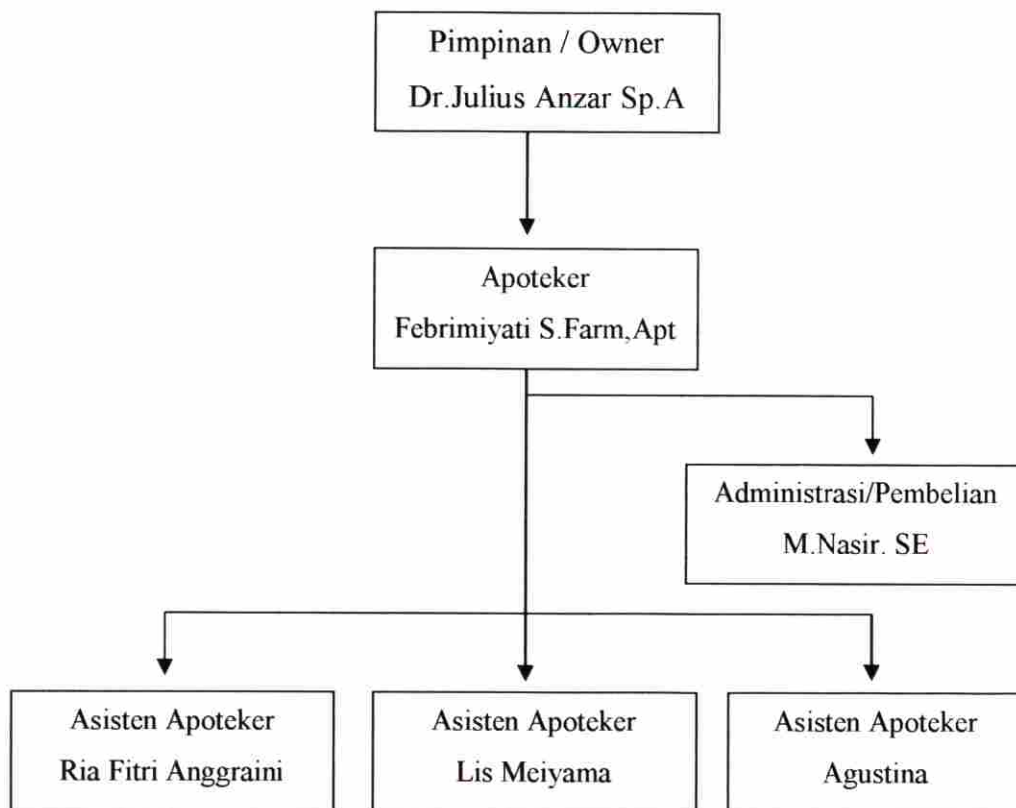 Pimpinan / Owner
Dr.Julius Anzar Sp.A
Apoteker
Febrimiyati S.Farm,Apt
Administrasi/Pembelian
M.Nasir. SE
Asisten Apoteker
Ria Fitri Anggraini
Asisten Apoteker
Lis Meiyama
Asisten Apoteker
Agustina